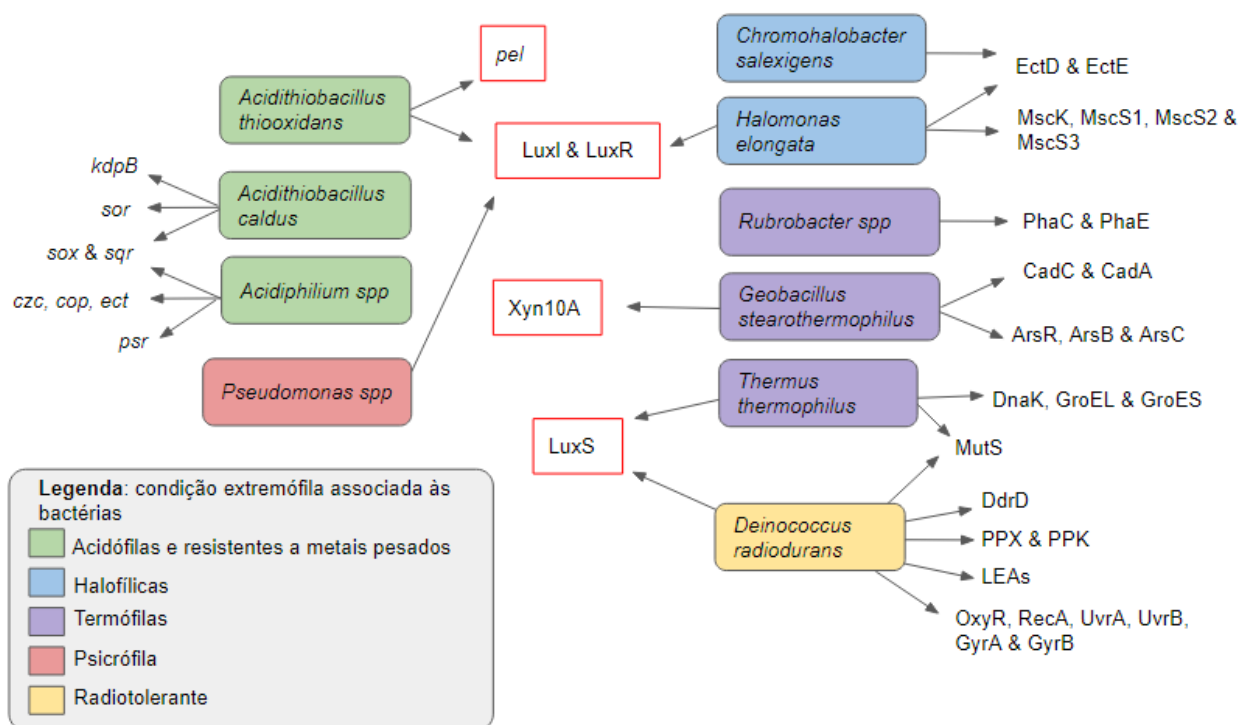 Acidithiobacillus
thiooxidans
pel
LuxI & LuxR
kdpB
sor
sox & sqr
czc, cop, ect
psr
Acidithiobacillus
caldus
Acidiphilium spp
Pseudomonas spp
Xyn10A
LuxS
Chromohalobacter
salexigens
Halomonas
elongata
Rubrobacter spp
Geobacillus
stearothermophilus
Thermus
thermophilus
Deinococcus
radiodurans
EctD & EctE
MscK, MscS1, MscS2 &
MscS3
PhaC & PhaE
CadC & CadA
ArsR, ArsB & ArsC
DnaK, GroEL & GroES
MutS
DdrD
PPX & PPK
LEAs
OxyR, RecA, UvrA, UvrB,
GyrA & GyrB
Legenda: condição extremófila associada às
bactérias
Acidófilas e resistentes a metais pesados
Halofílicas
Termófilas
Psicrófila
Radiotolerante